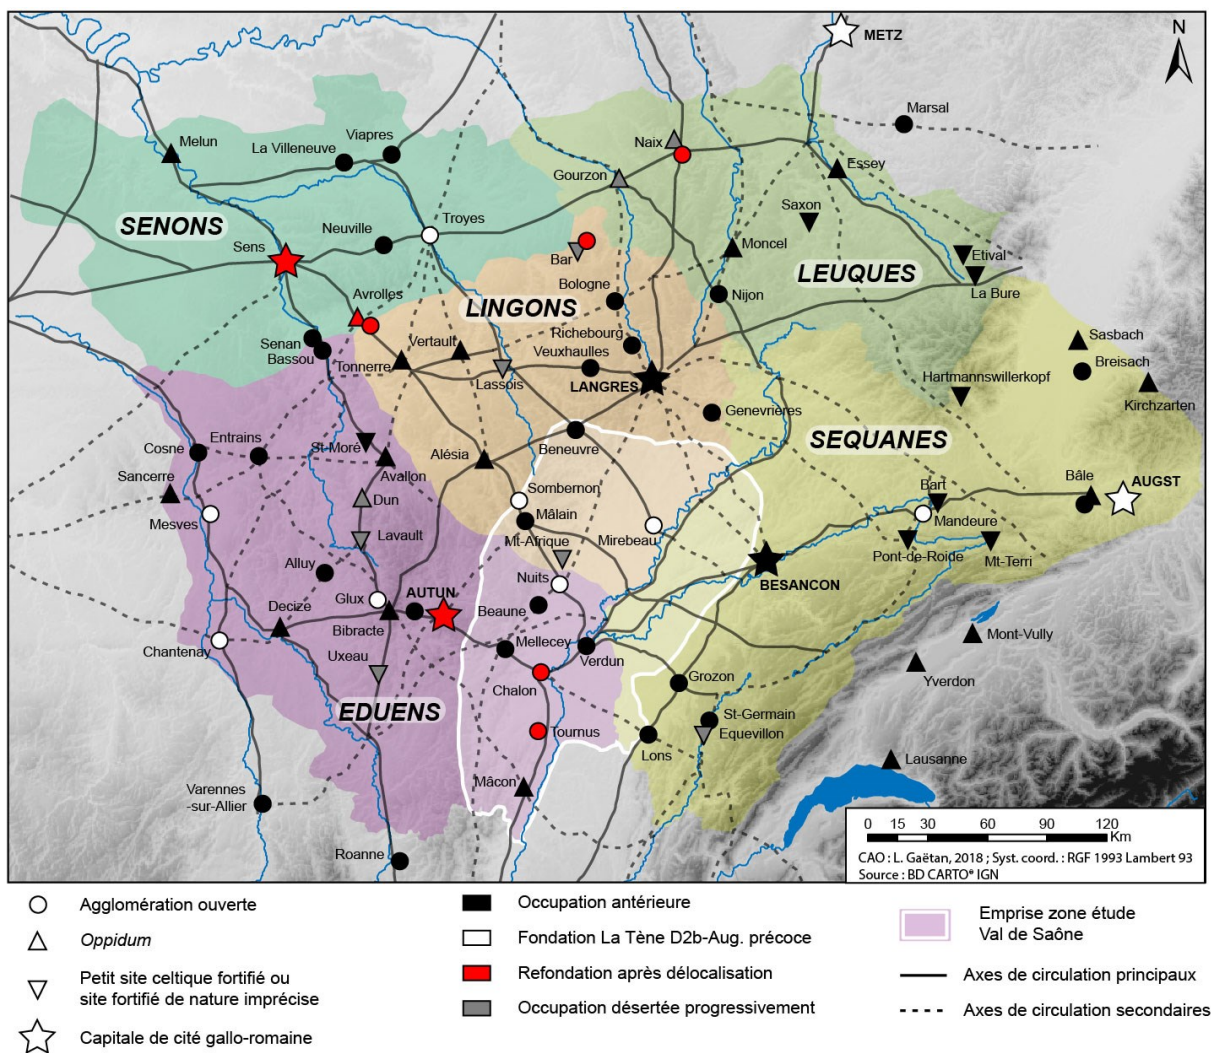 METZ
N
Marsal
Melun
Viapres
La Villeneuve
Naix
Essey
Gourzon
Saxon
SENONS
Troyes
Neuville
Sens
Moncel
Etival
Bar
LEUQUES
La Bure
Avrolles
LINGONS
Bologne
Nijon
Richebourg
Sasbach
Senan
Bassou
Vertault
Veuxhaulles
Breisach
Tonnerre
Lassois
LANGRES
Hartmannswillerkopf
Kirchzarten
Genevrières
SEQUANES
Cosne
Entrains
St-Moré
Alésia
Beneuvre
Avallon
Sancerre
Bâle
AUGST
Sombernon
Bart
Dun
Mesves
Mâlain
Mandeure
Lavault
Mt-Afrique
Mirebeau
Pont-de-Roide
Mt-Terri
Alluy
Nuits
BESANCON
Glux
AUTUN
Decize
Beaune
Bibracte
Mont-Vully
Chantenay
Mellecey
Uxeau
Verdun
Yverdon
Chalon
Grozon
EDUENS
St-Germain
Tournus
Equevillon
Lons
Lausanne
Mâcon
Varennes
-sur-Allier
Roanne
0 15 30 60 90 120
Km
CAO : L. Gaëtan, 2018 ; Syst. coord. : RGF 1993 Lambert 93
Source : BD CARTO® IGN
Agglomération ouverte
Oppidum
Petit site celtique fortifié ou
site fortifié de nature imprécise
Capitale de cité gallo-romaine
Occupation antérieure
Fondation La Tène D2b-Aug. précoce
Refondation après délocalisation
Occupation désertée progressivement
Emprise zone étude
Val de Saône
Axes de circulation principaux
Axes de circulation secondaires